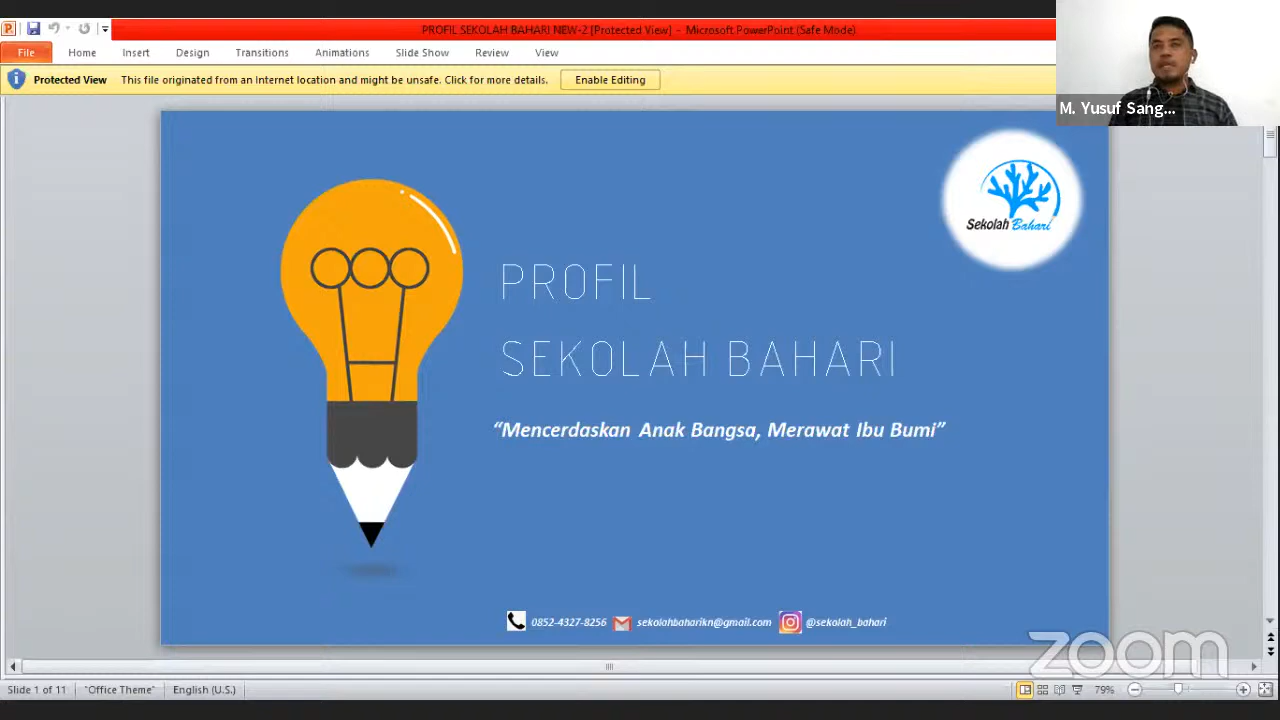 PROFIL SEKOLAH BAHARI NEW-2 [Protected View] - Microsoft PowerPoint (Safe Mode)
File Home Insert Design Transitions Animations Slide Show Review View
Protected View This file originated from an Internet location and might be unsafe. Click for more details. Enable Editing
M. Yusuf Sang...
Sekolah Bahari
PROFIL
SEKOLAH BAHARI
“Mencerdaskan Anak Bangsa, Merawat Ibu Bumi”
0852-4327-8256 sekolahbaharikn@gmail.com @sekolah_bahari
zoom
Slide 1 of 11 "Office Theme" English (U.S.) 79%